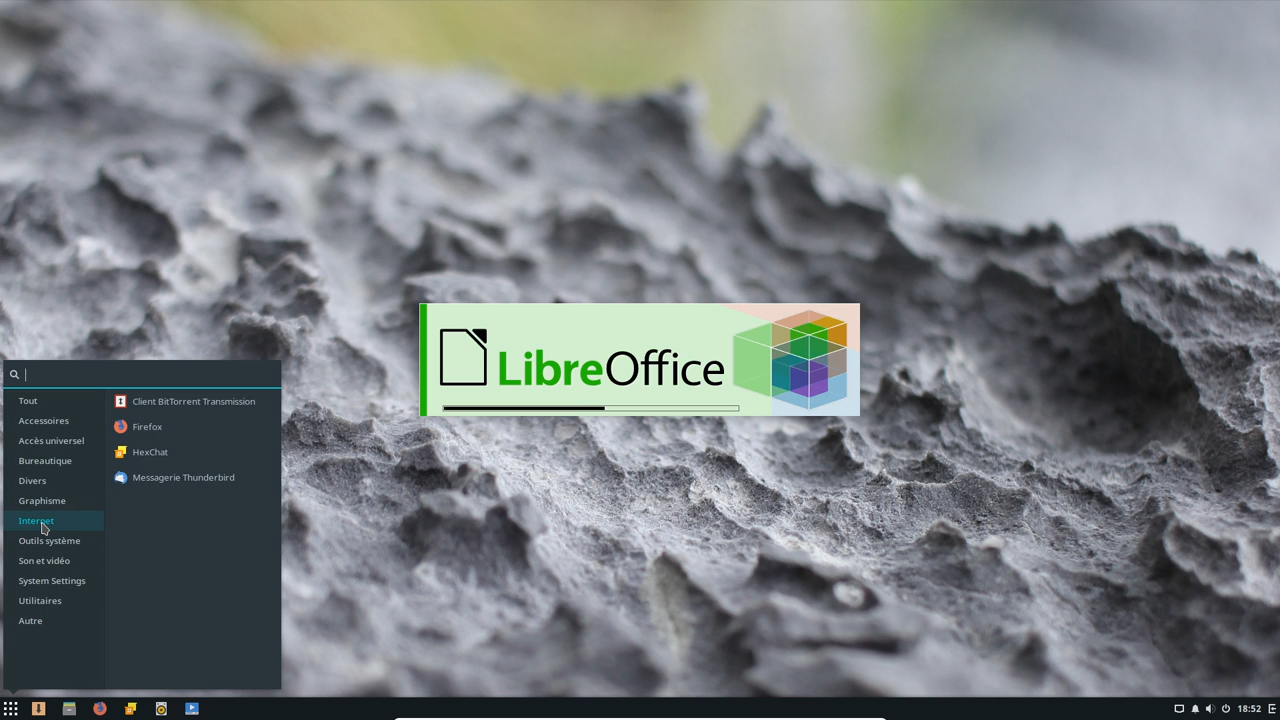 LibreOffice
Tout
Accessoires
Accès universel
Bureautique
Divers
Graphisme
Internet
Outils système
Son et vidéo
System Settings
Utilitaires
Autre
Client BitTorrent Transmission
Firefox
HexChat
Messagerie Thunderbird
18:52